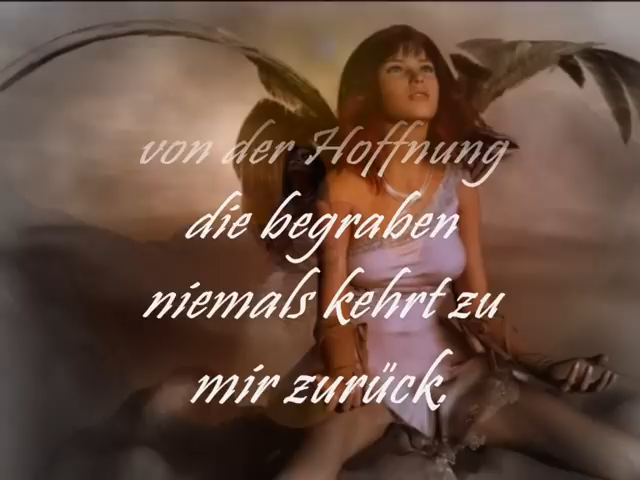 von der Hoffnung
die begraben
niemals kehrt zu
mir zurück.